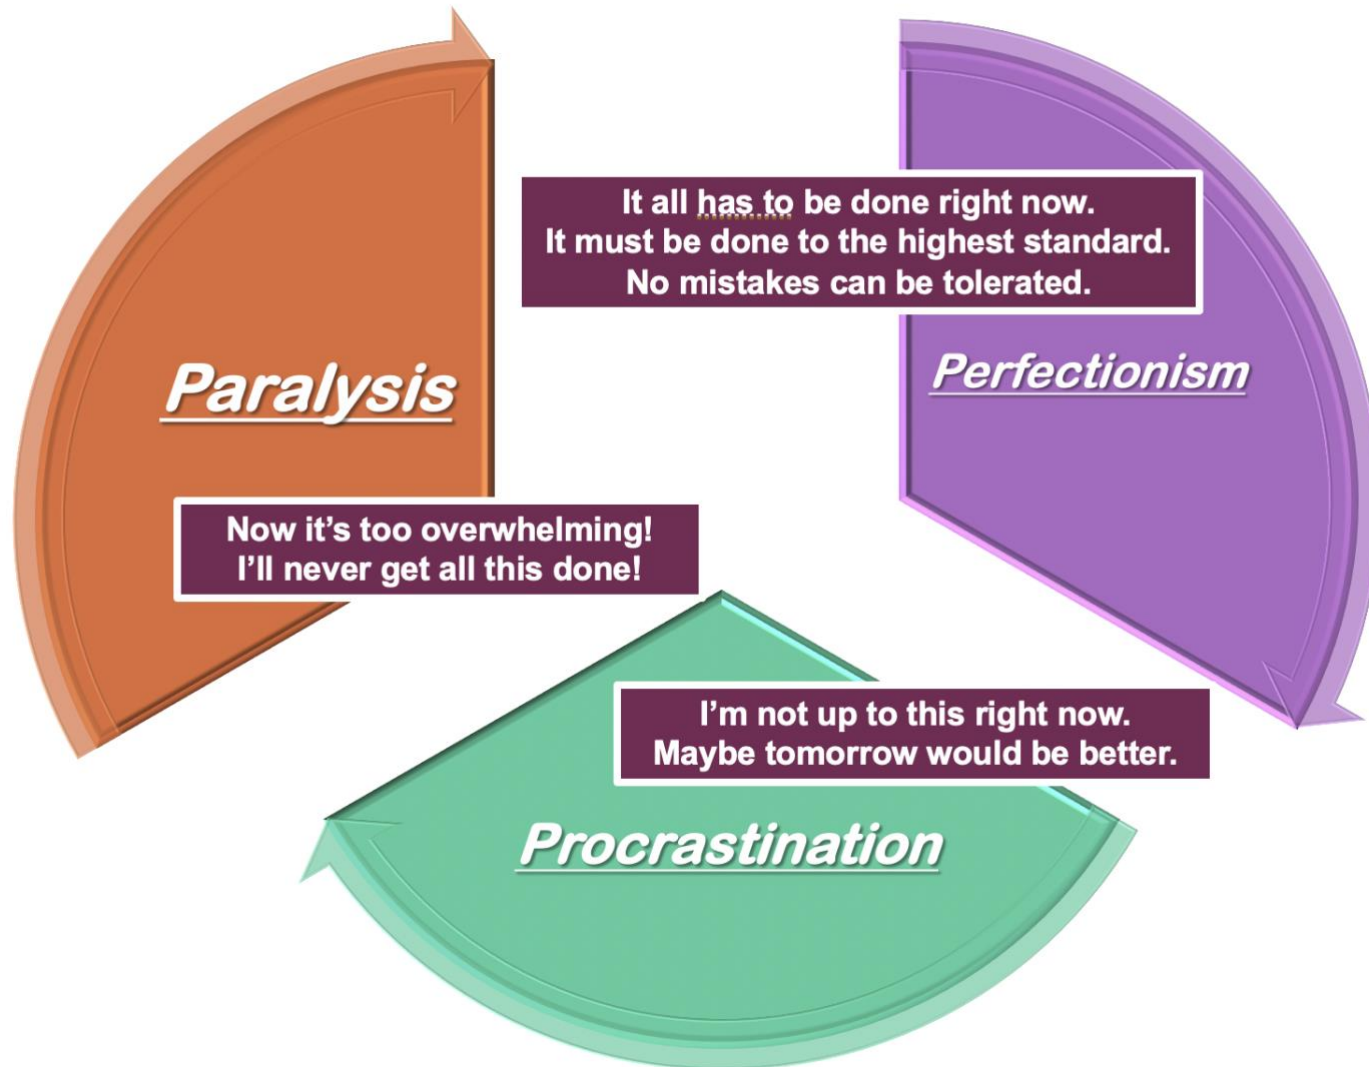 It all has to be done right now.
It must be done to the highest standard.
No mistakes can be tolerated.
Perfectionism
Paralysis
Now it’s too overwhelming!
I’ll never get all this done!
I’m not up to this right now.
Maybe tomorrow would be better.
Procrastination